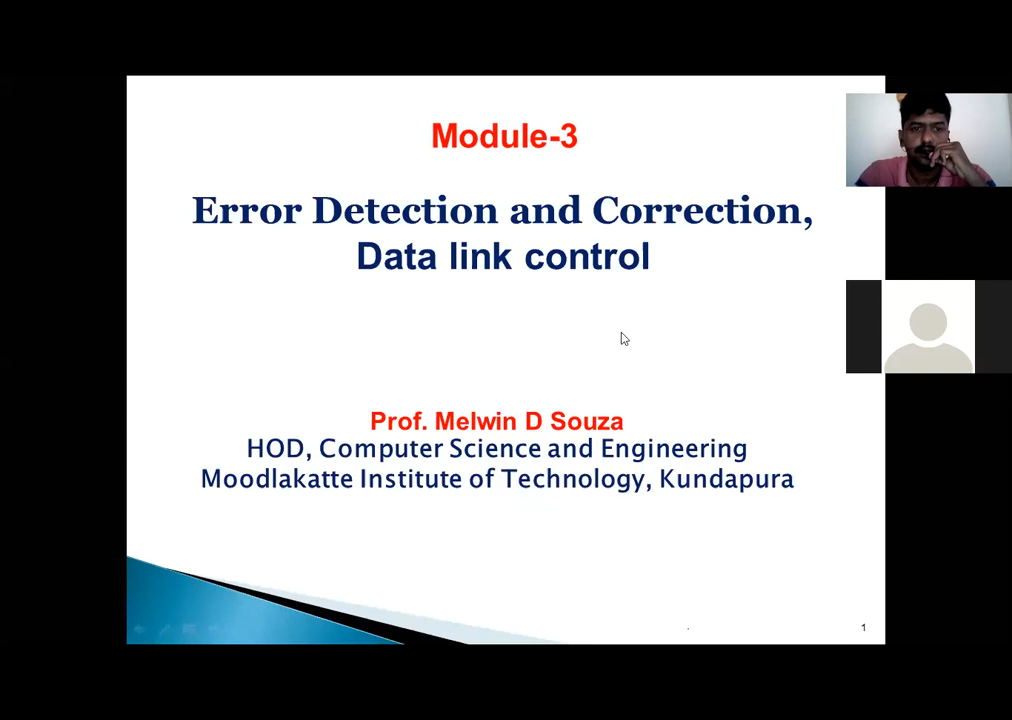 Module-3
Error Detection and Correction,
Data link control
Prof. Melwin D Souza
HOD, Computer Science and Engineering
Moodlakatte Institute of Technology, Kundapura
1